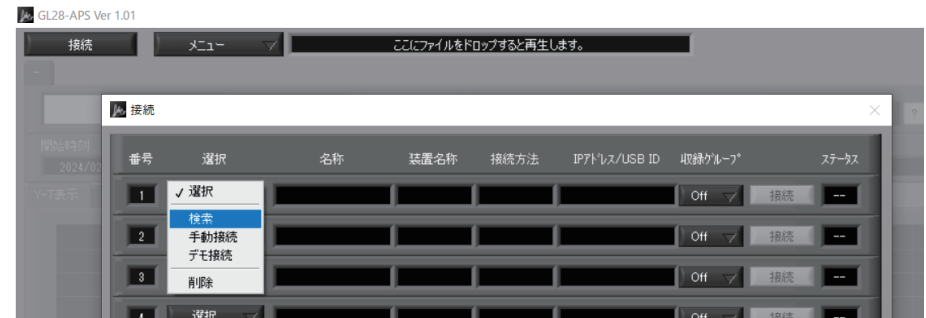 GL28-APS Ver 1.01
接続 メニュー ここにファイルをドロップすると再生します。
-
接続
?
開始時刻
2024/02
Y-T表示
番号 選択 名称 装置名称 接続方法 IPアドレス/USB ID 収録グループ ステータス
1 ✓ 選択 Off 接続 --
検索
2 手動接続 Off 接続 --
デモ接続
3 削除 Off 接続 --
4 選択 Off 接続 --